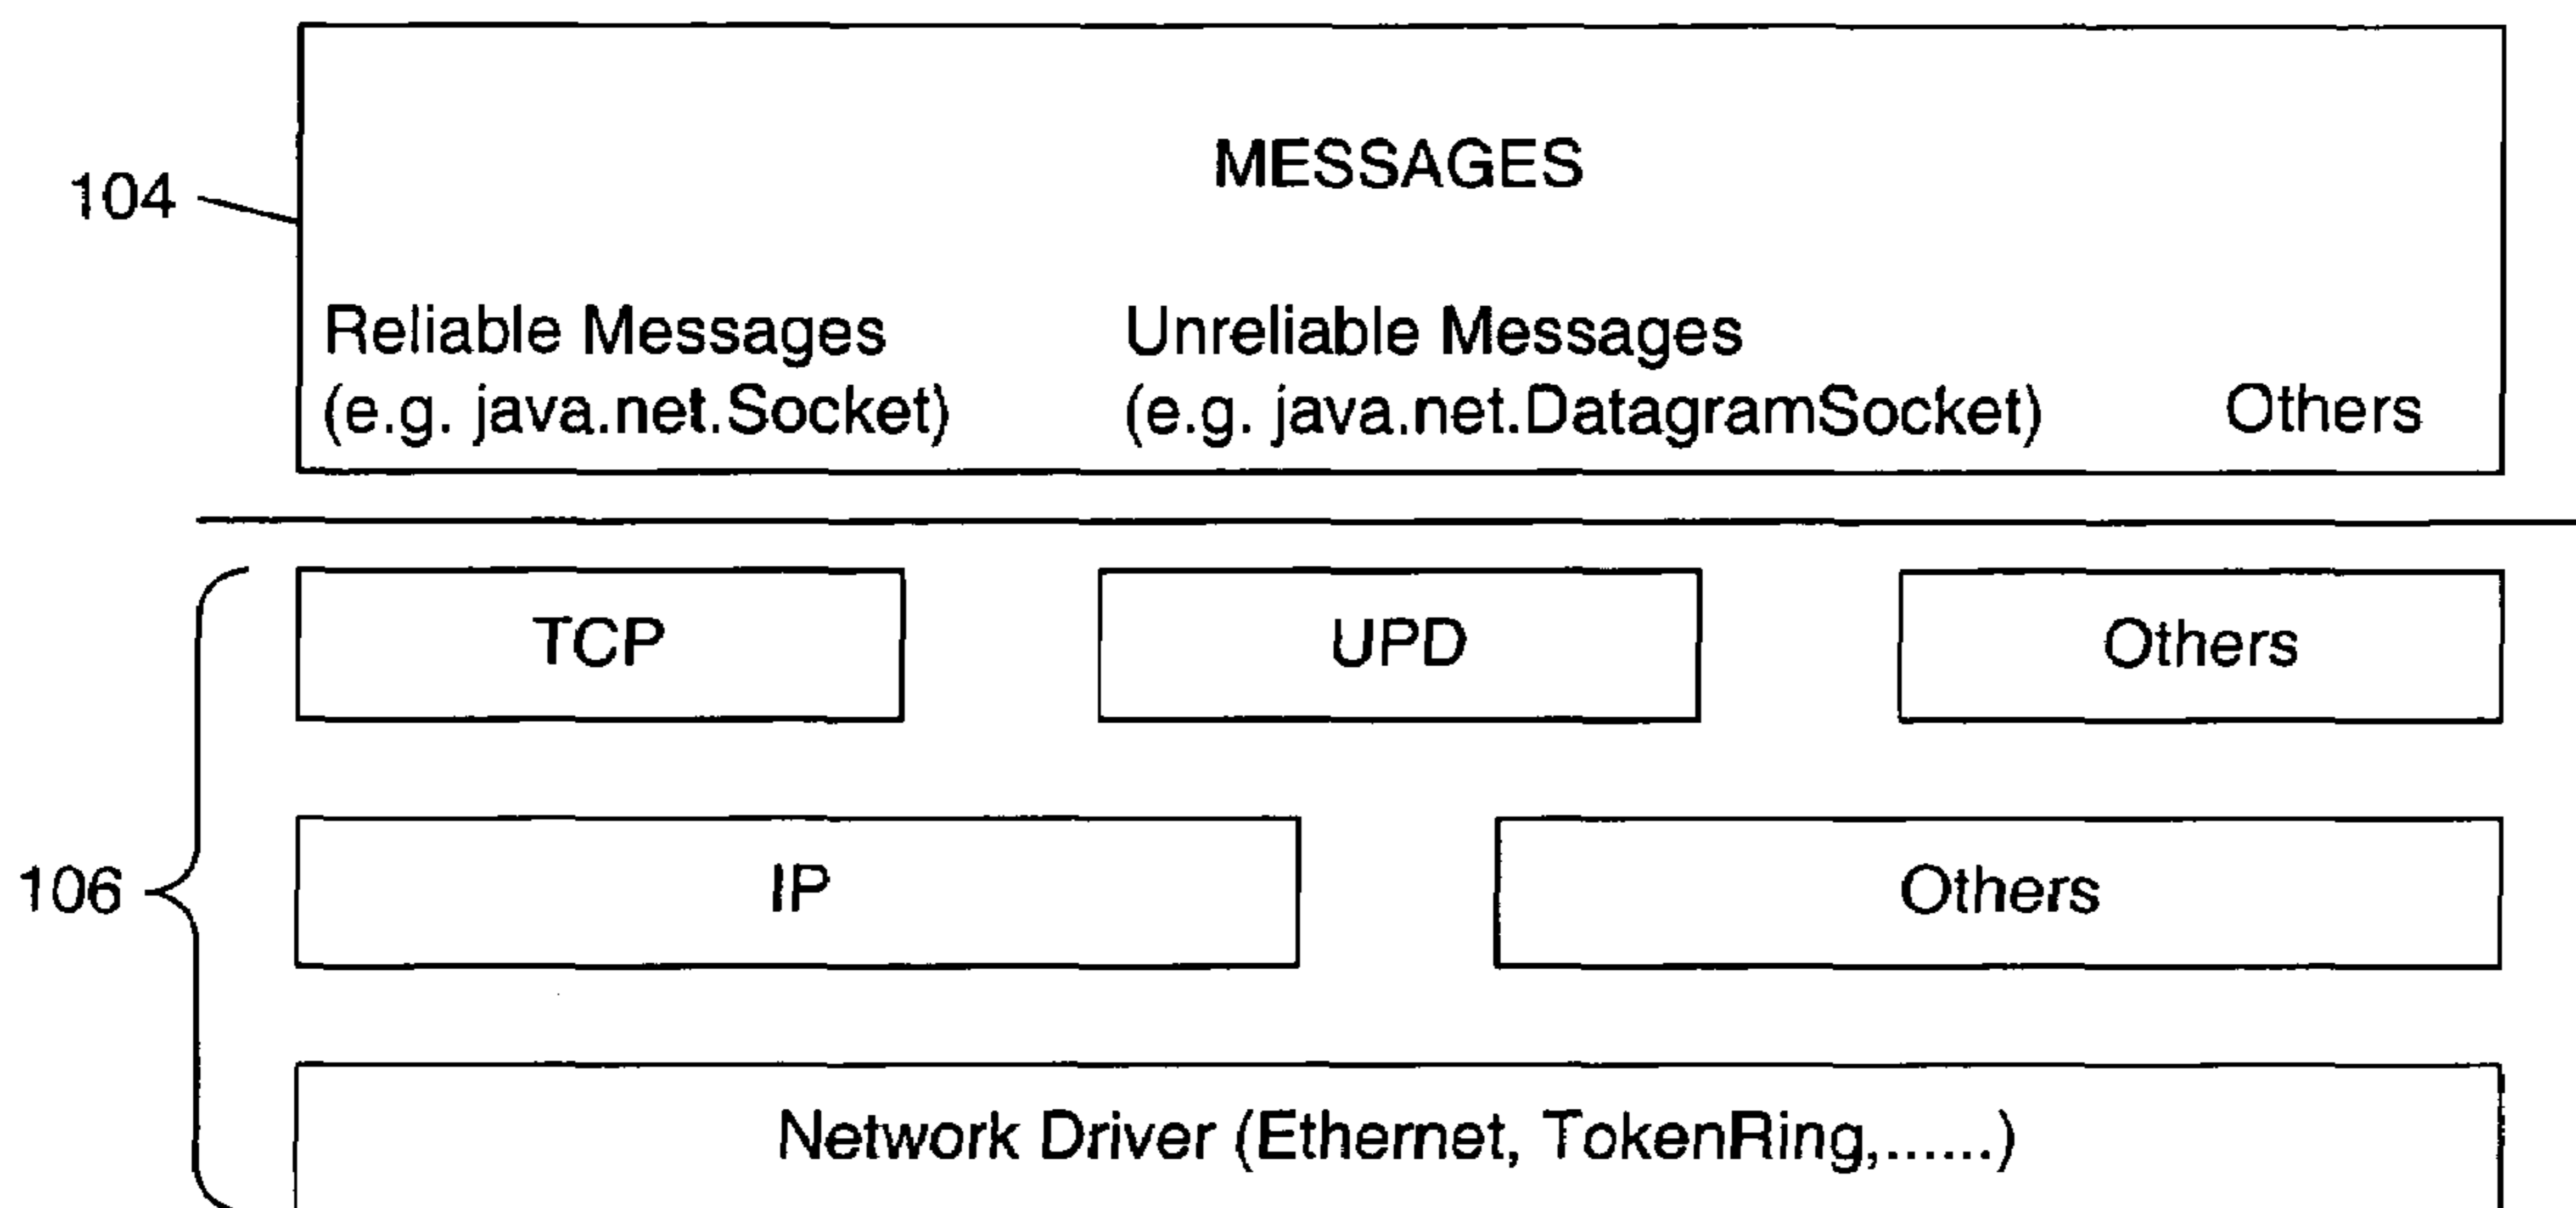 MESSAGES
104
Reliable Messages
(e.g. java.net.Socket)
Unreliable Messages
(e.g. java.net.DatagramSocket)
Others
TCP
UPD
Others
106
IP
Others
Network Driver (Ethernet, TokenRing,......)